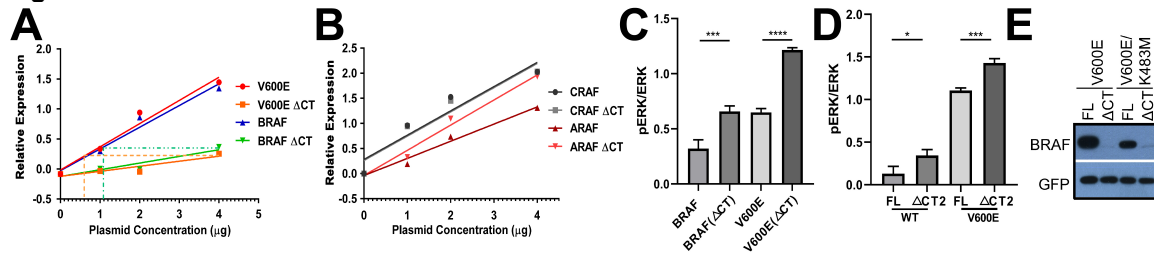 A
Relative Expression
2.0
1.5
1.0
0.5
0.0
-0.5
0
1
2
3
4
5
Plasmid Concentration (μg)
V600E
V600E ΔCT
BRAF
BRAF ΔCT
B
Relative Expression
2.5
2.0
1.5
1.0
0.5
0.0
-0.5
0
1
2
3
4
Plasmid Concentration (μg)
CRAF
CRAF ΔCT
ARAF
ARAF ΔCT
C
pERK/ERK
1.5
1.0
0.5
0.0
***
****
BRAF
BRAF(ΔCT)
V600E
V600E(ΔCT)
D
pERK/ERK
2.0
1.5
1.0
0.5
0.0
*
***
FL ΔCT2 FL ΔCT2
WT V600E
E
V600E
V600E/
K483M
FL
ΔCT
FL
ΔCT
BRAF
GFP